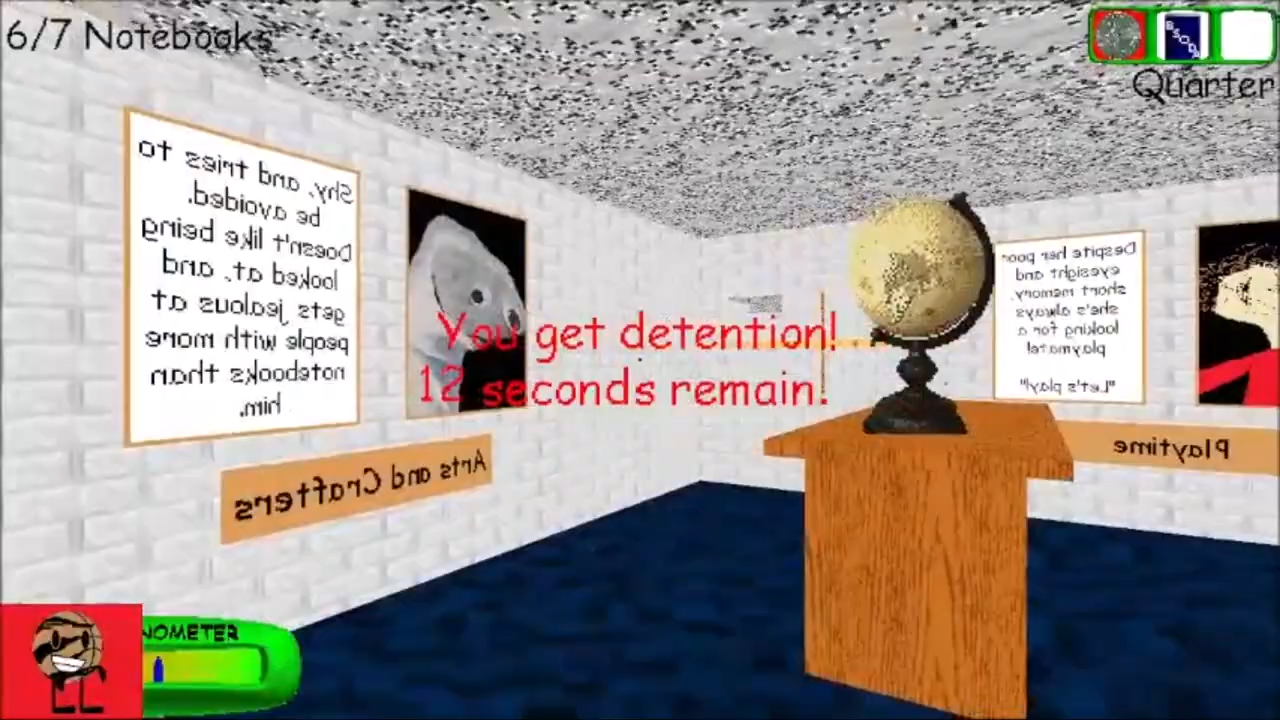 6/7 Notebooks
BSODA
Quarter
Shy, and tries to
be avoided.
Doesn't like being
looked at, and
gets jealous at
people with more
notebooks than
him.
Arts and Crafters
You get detention!
12 seconds remain!
Despite her poor
eyesight and
short memory,
she's always
looking for a
playmate!
"Let's play!"
Playtime
NOMETER